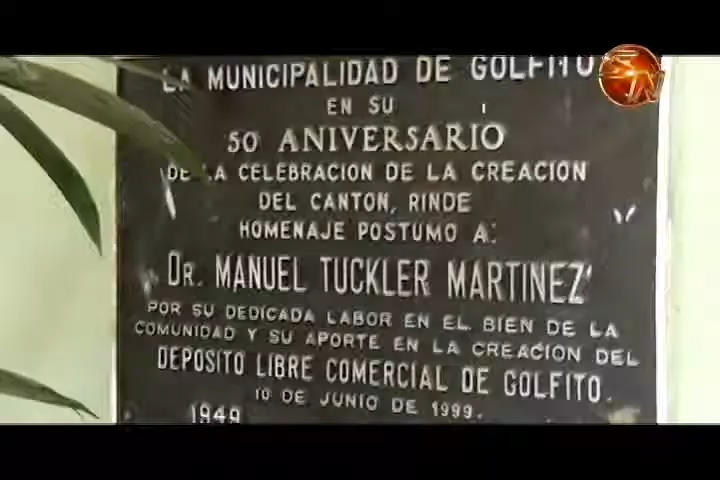 LA MUNICIPALIDAD DE GOLFITO
EN SU
50 ANIVERSARIO
DE LA CELEBRACION DE LA CREACION
DEL CANTON, RINDE
HOMENAJE POSTUMO A:
DR. MANUEL TUCKLER MARTINEZ
POR SU DEDICADA LABOR EN EL BIEN DE LA
COMUNIDAD Y SU APORTE EN LA CREACION DEL
DEPOSITO LIBRE COMERCIAL DE GOLFITO.
10 DE JUNIO DE 1999.
1949